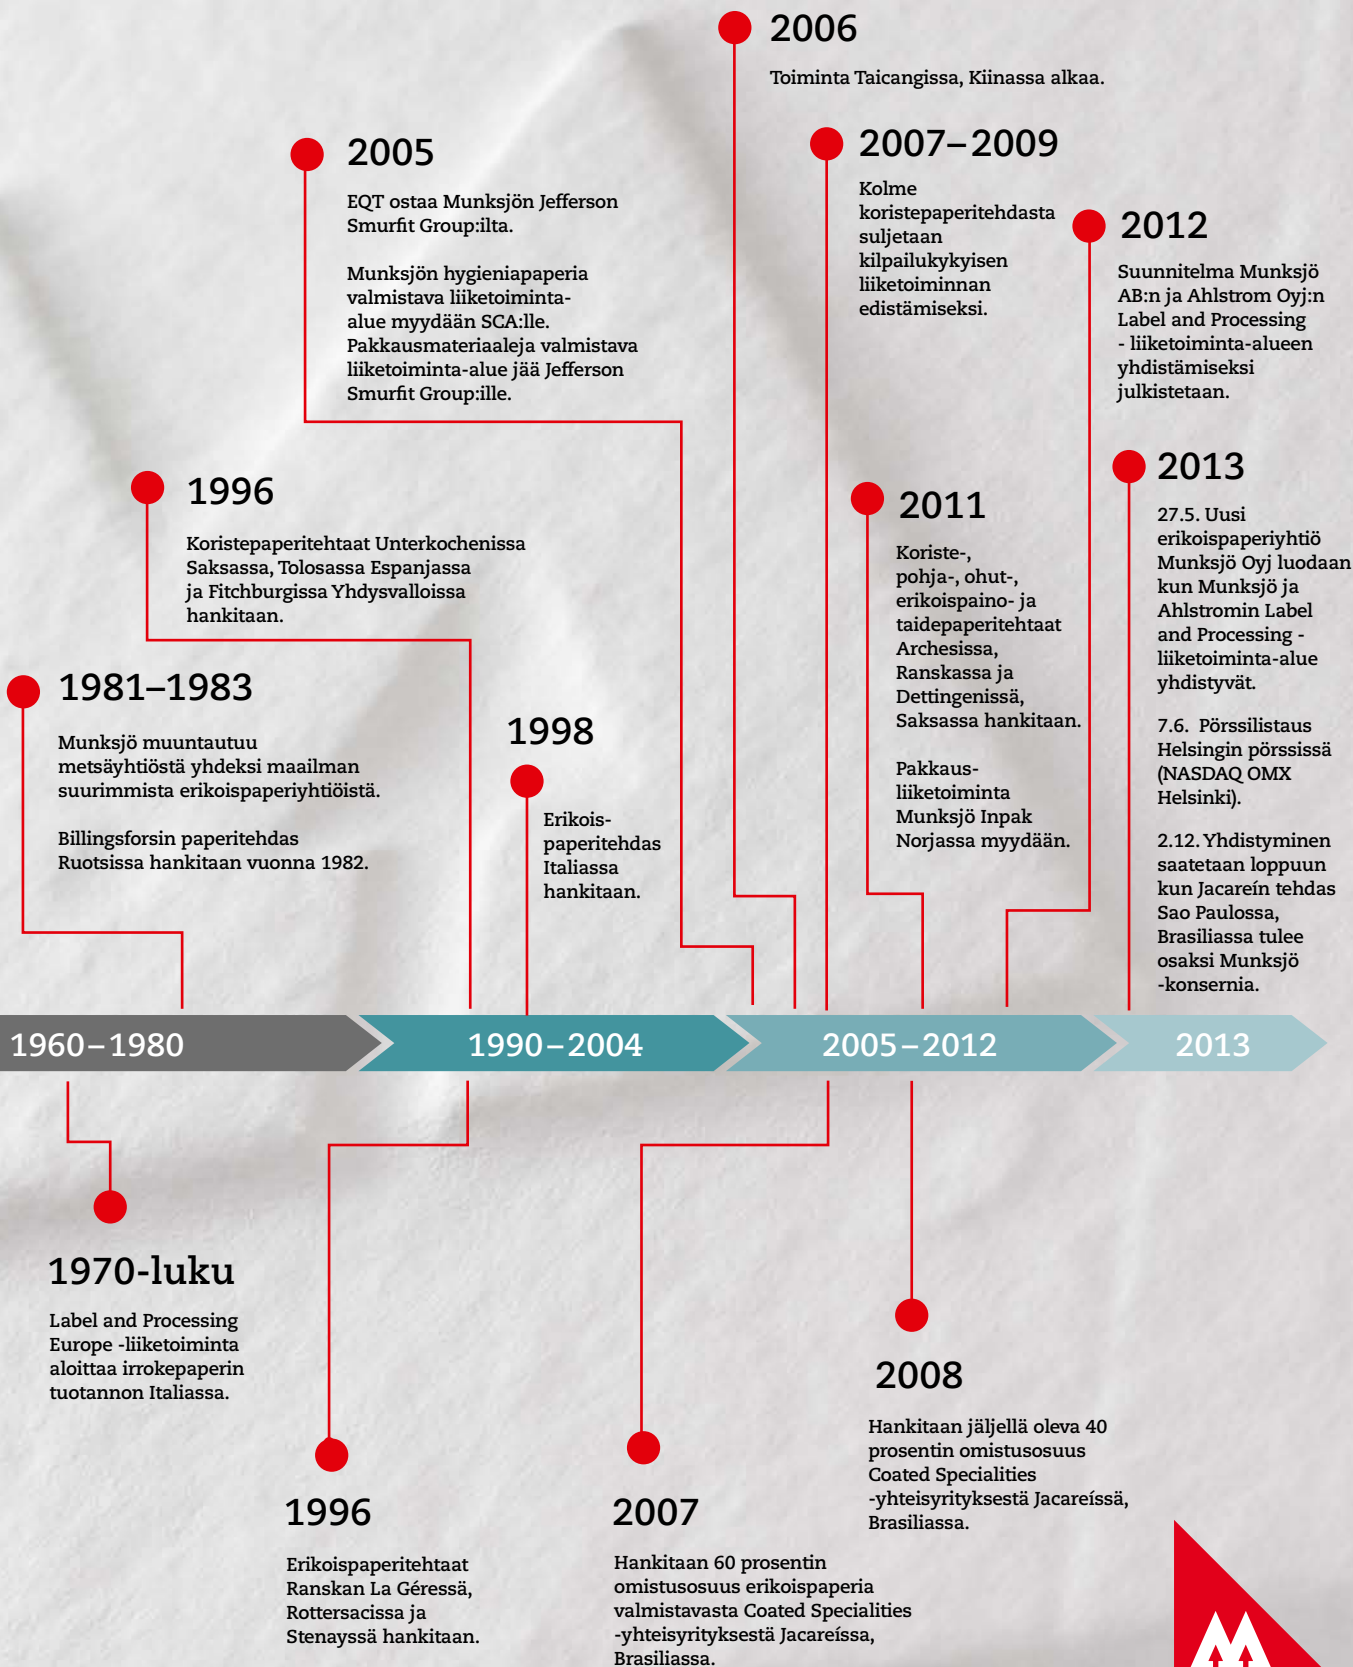 2006
Toiminta Taicangissa, Kiinassa alkaa.
2005
EQT ostaa Munksjön Jefferson
Smurfit Group:ilta.
Munksjön hygieniapaperia
valmistava liiketoiminta-
alue myydään SCA:lle.
Pakkausmateriaaleja valmistava
liiketoiminta-alue jää Jefferson
Smurfit Group:ille.
2007–2009
Kolme
koristepaperitehdasta
suljetaan
kilpailukykyisen
liiketoiminnan
edistämiseksi.
2012
Suunnitelma Munksjö
AB:n ja Ahlstrom Oyj:n
Label and Processing
- liiketoiminta-alueen
yhdistämiseksi
julkistetaan.
1996
Koristepaperitehtaat Unterkochenissa
Saksassa, Tolosassa Espanjassa
ja Fitchburgissa Yhdysvalloissa
hankitaan.
2011
Koriste-,
pohja-, ohut-,
erikoispaino- ja
taidepaperitehtaat
Archesissa,
Ranskassa ja
Dettingenissä,
Saksassa hankitaan.
Pakkaus-
liiketoiminta
Munksjö Inpak
Norjassa myydään.
2013
27.5. Uusi
erikoispaperiyhtiö
Munksjö Oyj luodaan
kun Munksjö ja
Ahlstromin Label
and Processing -
liiketoiminta-alue
yhdistyvät.
7.6. Pörssilistaus
Helsingin pörssissä
(NASDAQ OMX
Helsinki).
2.12. Yhdistyminen
saatetaan loppuun
kun Jacareín tehdas
Sao Paulossa,
Brasiliassa tulee
osaksi Munksjö
-konsernia.
1981–1983
Munksjö muuntautuu
metsäyhtiöstä yhdeksi maailman
suurimmista erikoispaperiyhtiöistä.
Billingsforsin paperitehdas
Ruotsissa hankitaan vuonna 1982.
1998
Erikois-
paperitehdas
Italiassa
hankitaan.
1960–1980
1990–2004
2005–2012
2013
1970-luku
Label and Processing
Europe -liiketoiminta
aloittaa irrokepaperin
tuotannon Italiassa.
1996
Erikoispaperitehtaat
Ranskan La Géressä,
Rottersacissa ja
Stenayssä hankitaan.
2007
Hankitaan 60 prosentin
omistusosuus erikoispaperia
valmistavasta Coated Specialities
-yhteisyrityksestä Jacareíssa,
Brasiliassa.
2008
Hankitaan jäljellä oleva 40
prosentin omistusosuus
Coated Specialities
-yhteisyrityksestä Jacareíssä,
Brasiliassa.